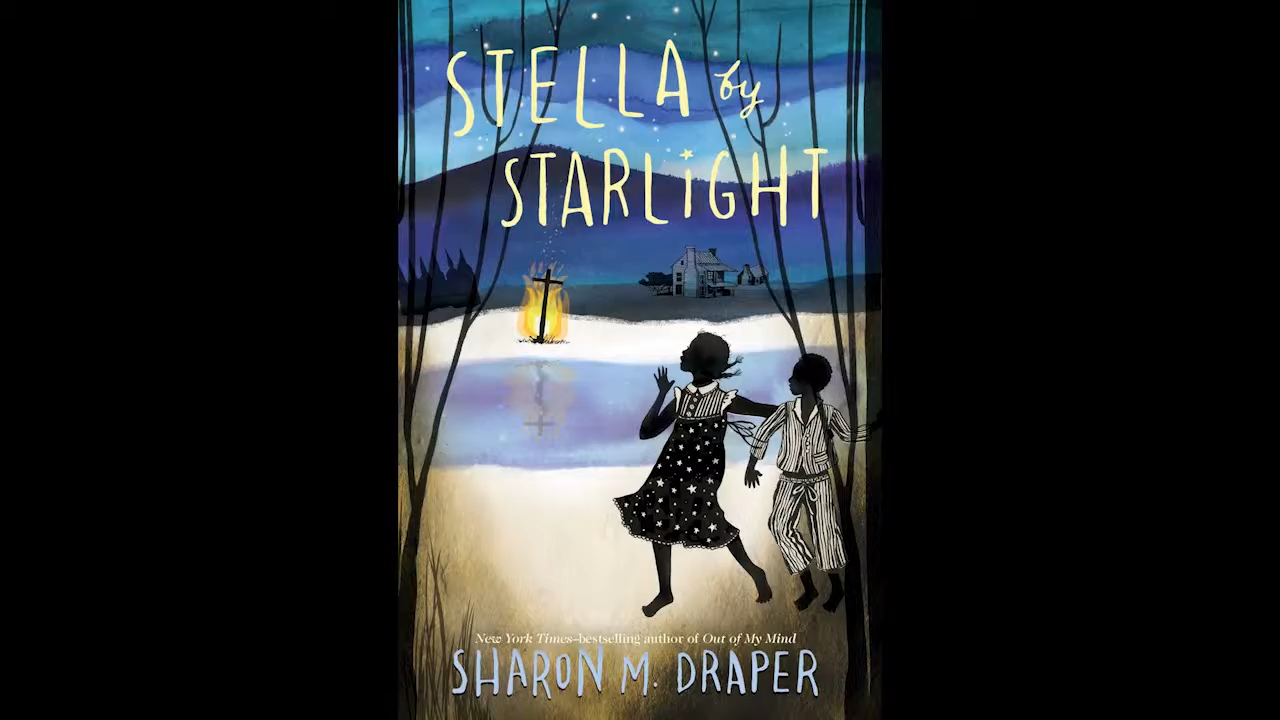 STELLA by
STARLiGHT
New York Times–bestselling author of Out of My Mind
SHARON M. DRAPER